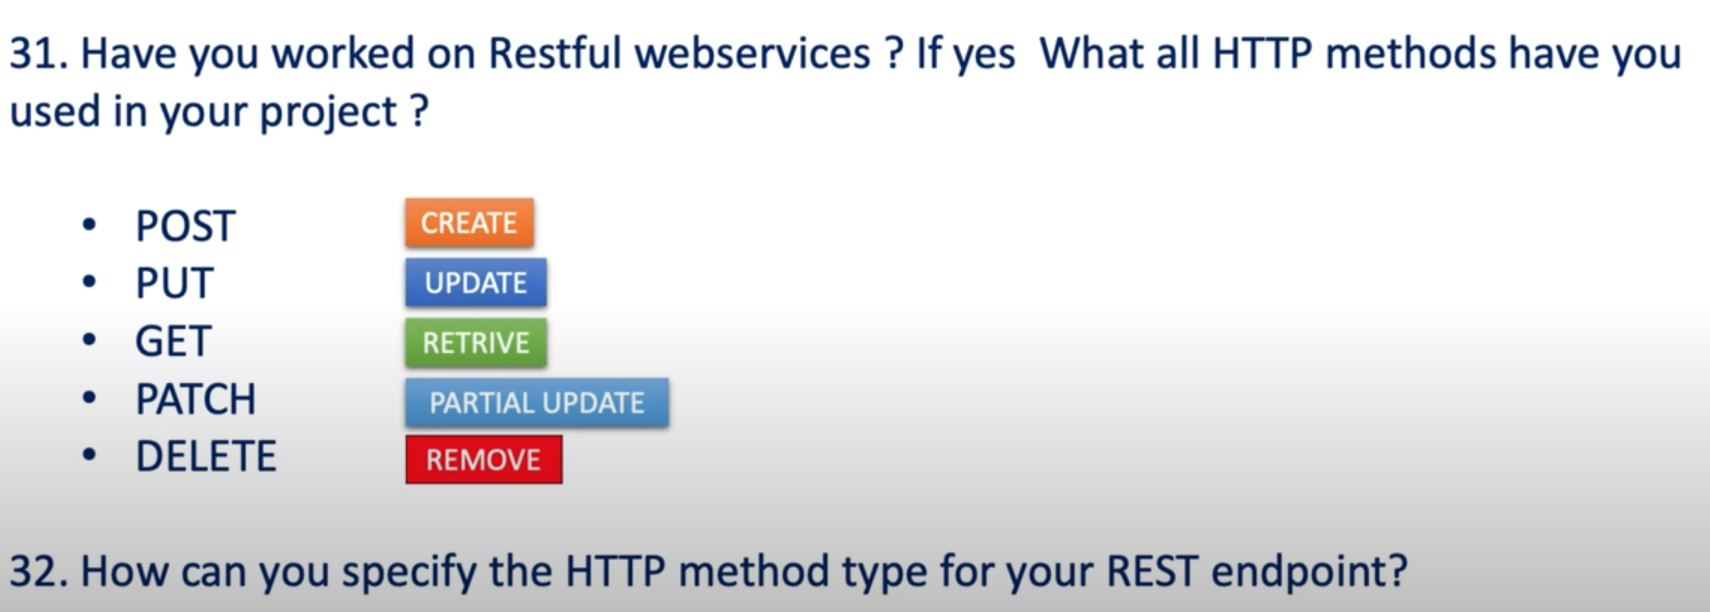 31. Have you worked on Restful webservices ? If yes  What all HTTP methods have you
used in your project ?
• POST CREATE
• PUT UPDATE
• GET RETRIVE
• PATCH PARTIAL UPDATE
• DELETE REMOVE
32. How can you specify the HTTP method type for your REST endpoint?